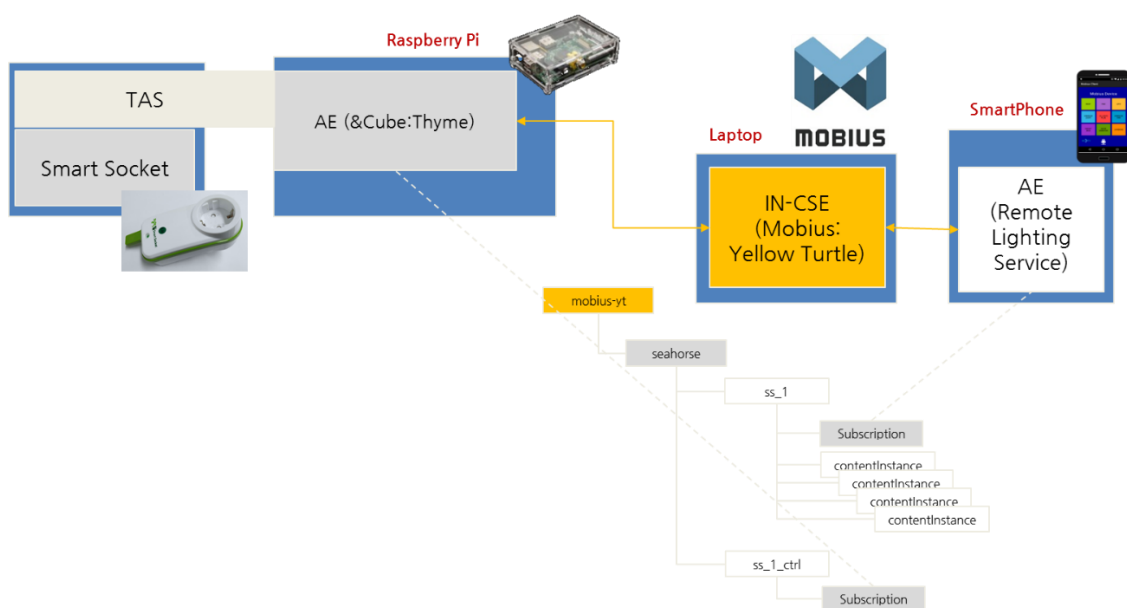 Raspberry Pi
TAS
AE (&Cube:Thyme)
Smart Socket
MOBIUS
Laptop
SmartPhone
IN-CSE
(Mobius:
Yellow Turtle)
AE
(Remote
Lighting
Service)
mobius-yt
seahorse
ss_1
Subscription
contentInstance
contentInstance
contentInstance
contentInstance
ss_1_ctrl
Subscription